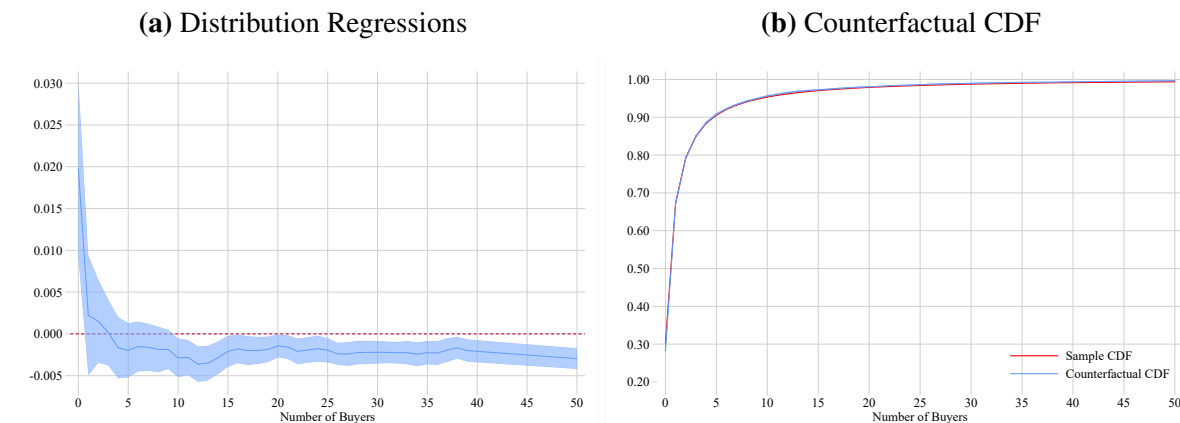 (a) Distribution Regressions
0.030
0.025
0.020
0.015
0.010
0.005
0.000
-0.005
0 5 10 15 20 25 30 35 40 45 50
Number of Buyers
(b) Counterfactual CDF
1.00
0.90
0.80
0.70
0.60
0.50
0.40
0.30
0.20
Sample CDF
Counterfactual CDF
0 5 10 15 20 25 30 35 40 45 50
Number of Buyers